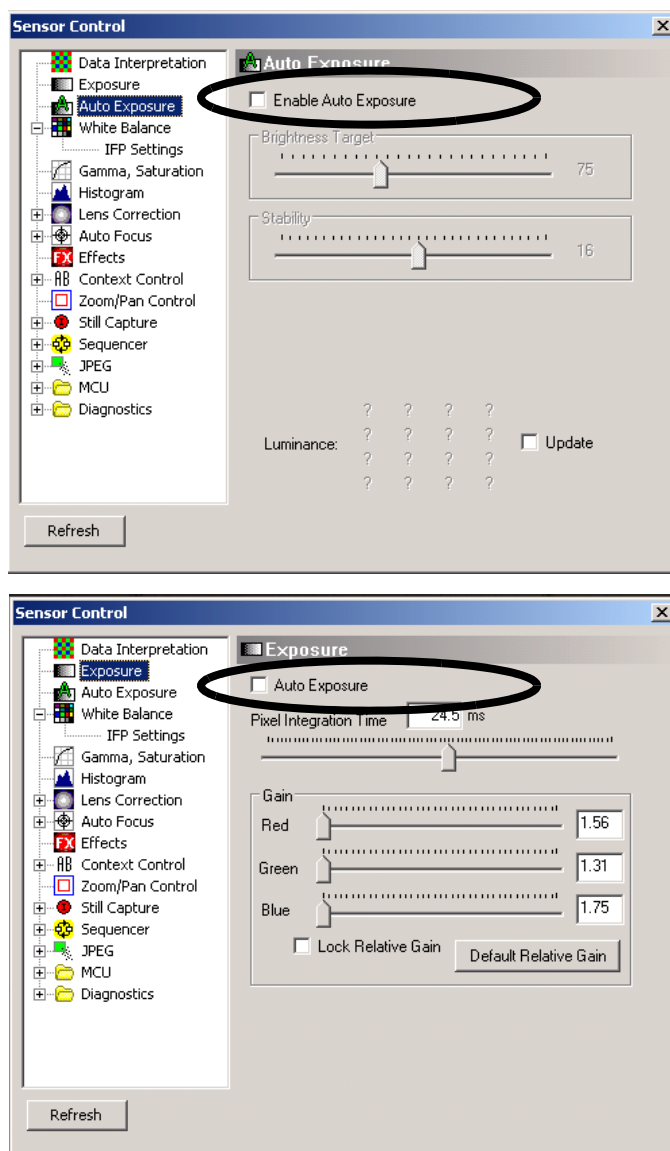 Sensor Control
Data Interpretation
Exposure
Auto Exposure
White Balance
IFP Settings
Gamma, Saturation
Histogram
Lens Correction
Auto Focus
FX Effects
AB Context Control
Zoom/Pan Control
Still Capture
Sequencer
JPEG
MCU
Diagnostics
Refresh
A Auto Exposure
Enable Auto Exposure
Brightness Target
75
Stability
16
? ? ? ?
Luminance: ? ? ? ? Update
? ? ? ?
? ? ? ?
Sensor Control
Data Interpretation
Exposure
Auto Exposure
White Balance
IFP Settings
Gamma, Saturation
Histogram
Lens Correction
Auto Focus
FX Effects
AB Context Control
Zoom/Pan Control
Still Capture
Sequencer
JPEG
MCU
Diagnostics
Refresh
Exposure
Auto Exposure
Pixel Integration Time 24.5 ms
Gain
Red 1.56
Green 1.31
Blue 1.75
Lock Relative Gain Default Relative Gain